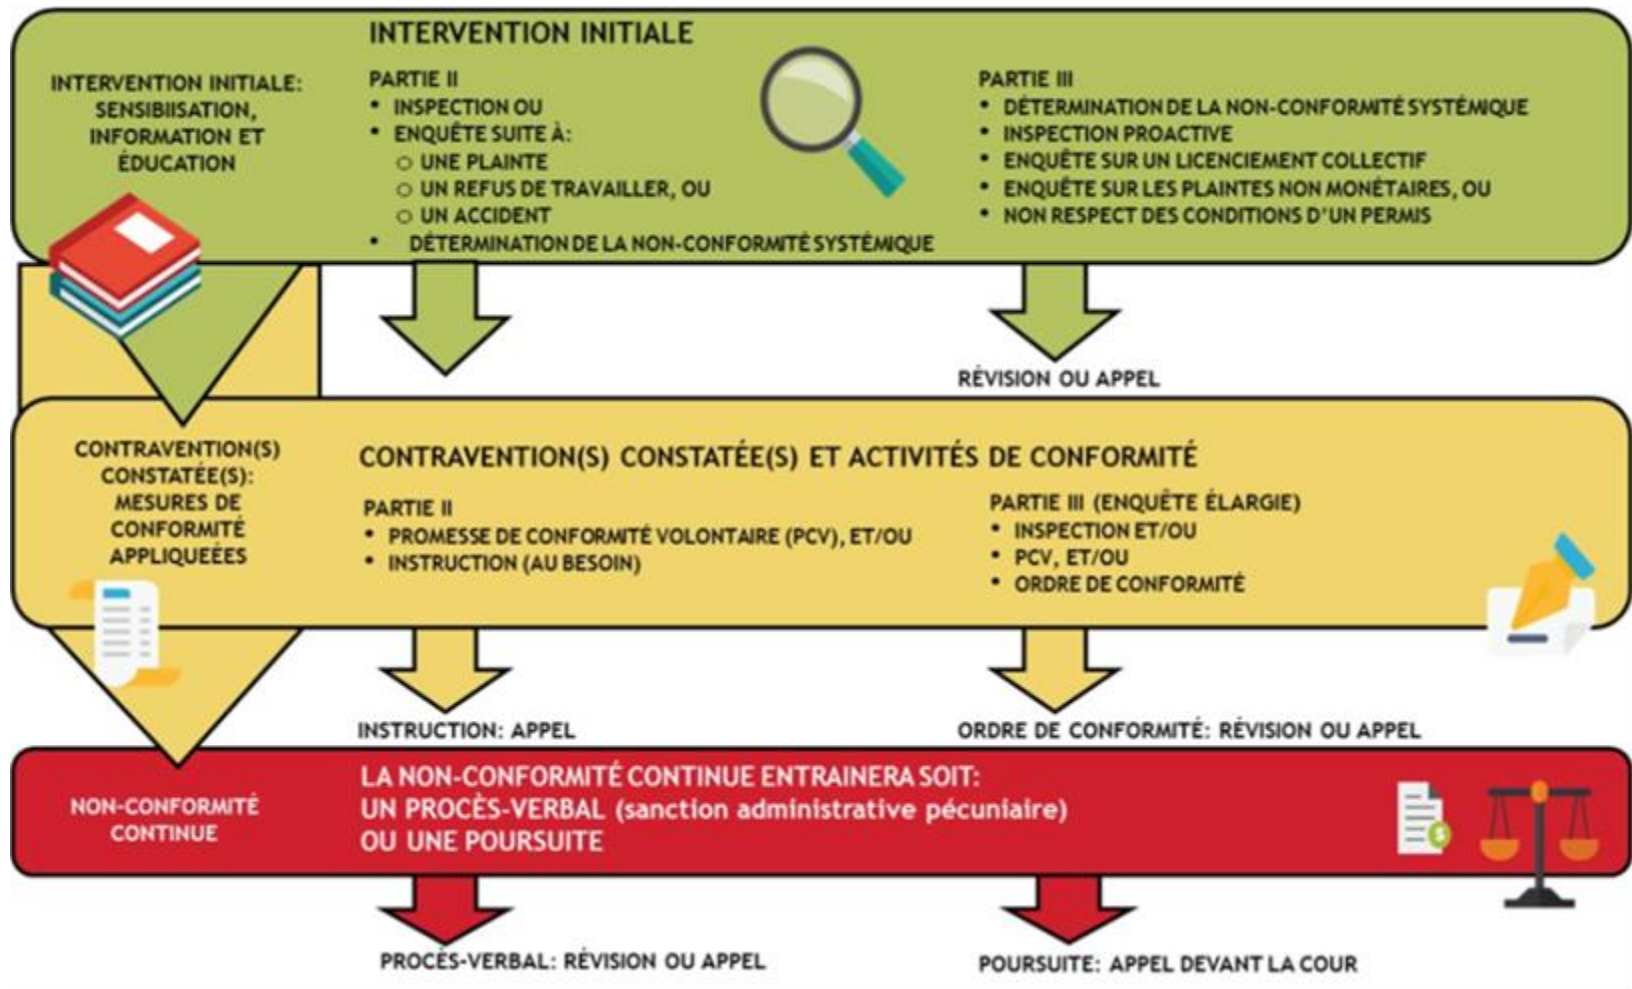 INTERVENTION INITIALE:
SENSIBIISATION,
INFORMATION ET
ÉDUCATION
INTERVENTION INITIALE
PARTIE II
• INSPECTION OU
• ENQUÊTE SUITE À:
o UNE PLAINTE
o UN REFUS DE TRAVAILLER, OU
o UN ACCIDENT
• DÉTERMINATION DE LA NON-CONFORMITÉ SYSTÉMIQUE
PARTIE III
• DÉTERMINATION DE LA NON-CONFORMITÉ SYSTÉMIQUE
• INSPECTION PROACTIVE
• ENQUÊTE SUR UN LICENCIEMENT COLLECTIF
• ENQUÊTE SUR LES PLAINTES NON MONÉTAIRES, OU
• NON RESPECT DES CONDITIONS D'UN PERMIS
RÉVISION OU APPEL
CONTRAVENTION(S)
CONSTATÉE(S):
MESURES DE
CONFORMITÉ
APPLIQUEÉES
CONTRAVENTION(S) CONSTATÉE(S) ET ACTIVITÉS DE CONFORMITÉ
PARTIE II
• PROMESSE DE CONFORMITÉ VOLONTAIRE (PCV), ET/OU
• INSTRUCTION (AU BESOIN)
PARTIE III (ENQUÊTE ÉLARGIE)
• INSPECTION ET/OU
• PCV, ET/OU
• ORDRE DE CONFORMITÉ
INSTRUCTION: APPEL
ORDRE DE CONFORMITÉ: RÉVISION OU APPEL
NON-CONFORMITÉ
CONTINUE
LA NON-CONFORMITÉ CONTINUE ENTRAINERA SOIT:
UN PROCÈS-VERBAL (sanction administrative pécuniaire)
OU UNE POURSUITE
$
PROCÈS-VERBAL: RÉVISION OU APPEL
POURSUITE: APPEL DEVANT LA COUR